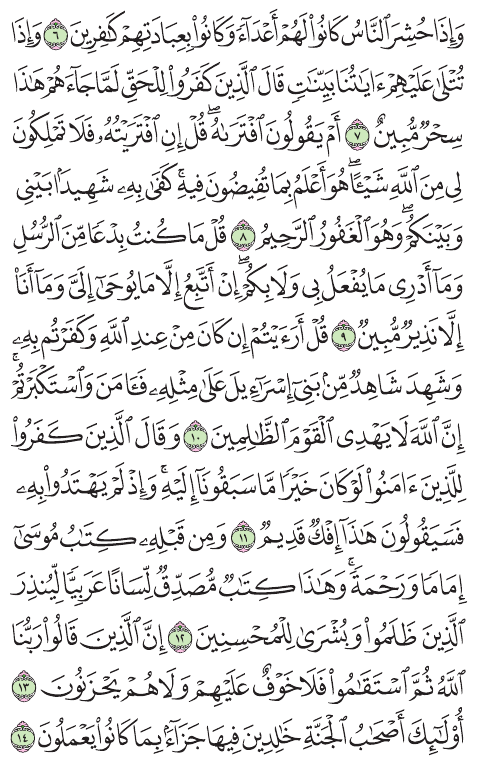 وَإِذَا حُشِرَ ٱلنَّاسُ كَانُوا۟ لَهُمْ أَعْدَآءً وَكَانُوا۟ بِعِبَادَتِهِمْ كَٰفِرِينَ ٦ وَإِذَا
تُتْلَىٰ عَلَيْهِمْ ءَايَٰتُنَا بَيِّنَٰتٍ قَالَ ٱلَّذِينَ كَفَرُوا۟ لِلْحَقِّ لَمَّا جَآءَهُمْ هَٰذَا
سِحْرٌ مُّبِينٌ ٧ أَمْ يَقُولُونَ ٱفْتَرَىٰهُ ۖ قُلْ إِنِ ٱفْتَرَيْتُهُۥ فَلَا تَمْلِكُونَ
لِى مِنَ ٱللَّهِ شَيْـًٔا ۖ هُوَ أَعْلَمُ بِمَا تُفِيضُونَ فِيهِ ۖ كَفَىٰ بِهِۦ شَهِيدًۢا بَيْنِى
وَبَيْنَكُمْ ۖ وَهُوَ ٱلْغَفُورُ ٱلرَّحِيمُ ٨ قُلْ مَا كُنتُ بِدْعًا مِّنَ ٱلرُّسُلِ
وَمَآ أَدْرِى مَا يُفْعَلُ بِى وَلَا بِكُمْ ۖ إِنْ أَتَّبِعُ إِلَّا مَا يُوحَىٰٓ إِلَىَّ وَمَآ أَنَا۠
إِلَّا نَذِيرٌ مُّبِينٌ ٩ قُلْ أَرَءَيْتُمْ إِن كَانَ مِنْ عِندِ ٱللَّهِ وَكَفَرْتُم بِهِۦ
وَشَهِدَ شَاهِدٌ مِّنۢ بَنِىٓ إِسْرَٰٓءِيلَ عَلَىٰ مِثْلِهِۦ فَـَٔامَنَ وَٱسْتَكْبَرْتُمْ ۖ
إِنَّ ٱللَّهَ لَا يَهْدِى ٱلْقَوْمَ ٱلظَّٰلِمِينَ ١٠ وَقَالَ ٱلَّذِينَ كَفَرُوا۟
لِلَّذِينَ ءَامَنُوا۟ لَوْ كَانَ خَيْرًا مَّا سَبَقُونَآ إِلَيْهِ ۚ وَإِذْ لَمْ يَهْتَدُوا۟ بِهِۦ
فَسَيَقُولُونَ هَٰذَآ إِفْكٌ قَدِيمٌ ١١ وَمِن قَبْلِهِۦ كِتَٰبُ مُوسَىٰٓ
إِمَامًا وَرَحْمَةً ۚ وَهَٰذَا كِتَٰبٌ مُّصَدِّقٌ لِّسَانًا عَرَبِيًّا لِّيُنذِرَ
ٱلَّذِينَ ظَلَمُوا۟ وَبُشْرَىٰ لِلْمُحْسِنِينَ ١٢ إِنَّ ٱلَّذِينَ قَالُوا۟ رَبُّنَا
ٱللَّهُ ثُمَّ ٱسْتَقَٰمُوا۟ فَلَا خَوْفٌ عَلَيْهِمْ وَلَا هُمْ يَحْزَنُونَ ١٣
أُو۟لَٰٓئِكَ أَصْحَٰبُ ٱلْجَنَّةِ خَٰلِدِينَ فِيهَا جَزَآءًۢ بِمَا كَانُوا۟ يَعْمَلُونَ ١٤